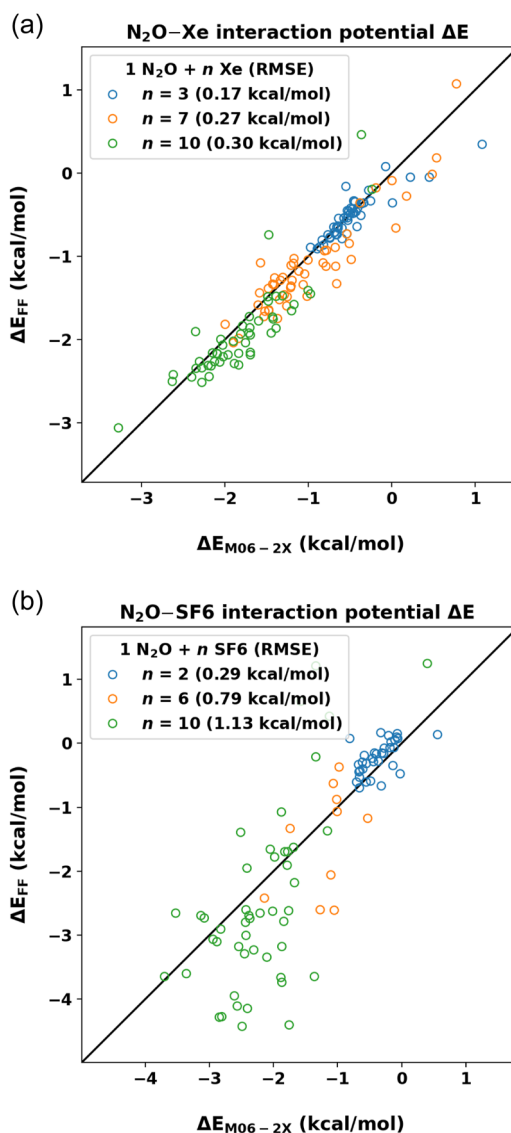 (a)
N₂O−Xe interaction potential ΔE
1 N₂O + n Xe (RMSE)
n = 3 (0.17 kcal/mol)
n = 7 (0.27 kcal/mol)
n = 10 (0.30 kcal/mol)
1
0
−1
−2
−3
ΔE_FF (kcal/mol)
−3 −2 −1 0 1
ΔE_M06−2X (kcal/mol)
(b)
N₂O−SF6 interaction potential ΔE
1 N₂O + n SF6 (RMSE)
n = 2 (0.29 kcal/mol)
n = 6 (0.79 kcal/mol)
n = 10 (1.13 kcal/mol)
1
0
−1
−2
−3
−4
ΔE_FF (kcal/mol)
−4 −3 −2 −1 0 1
ΔE_M06−2X (kcal/mol)